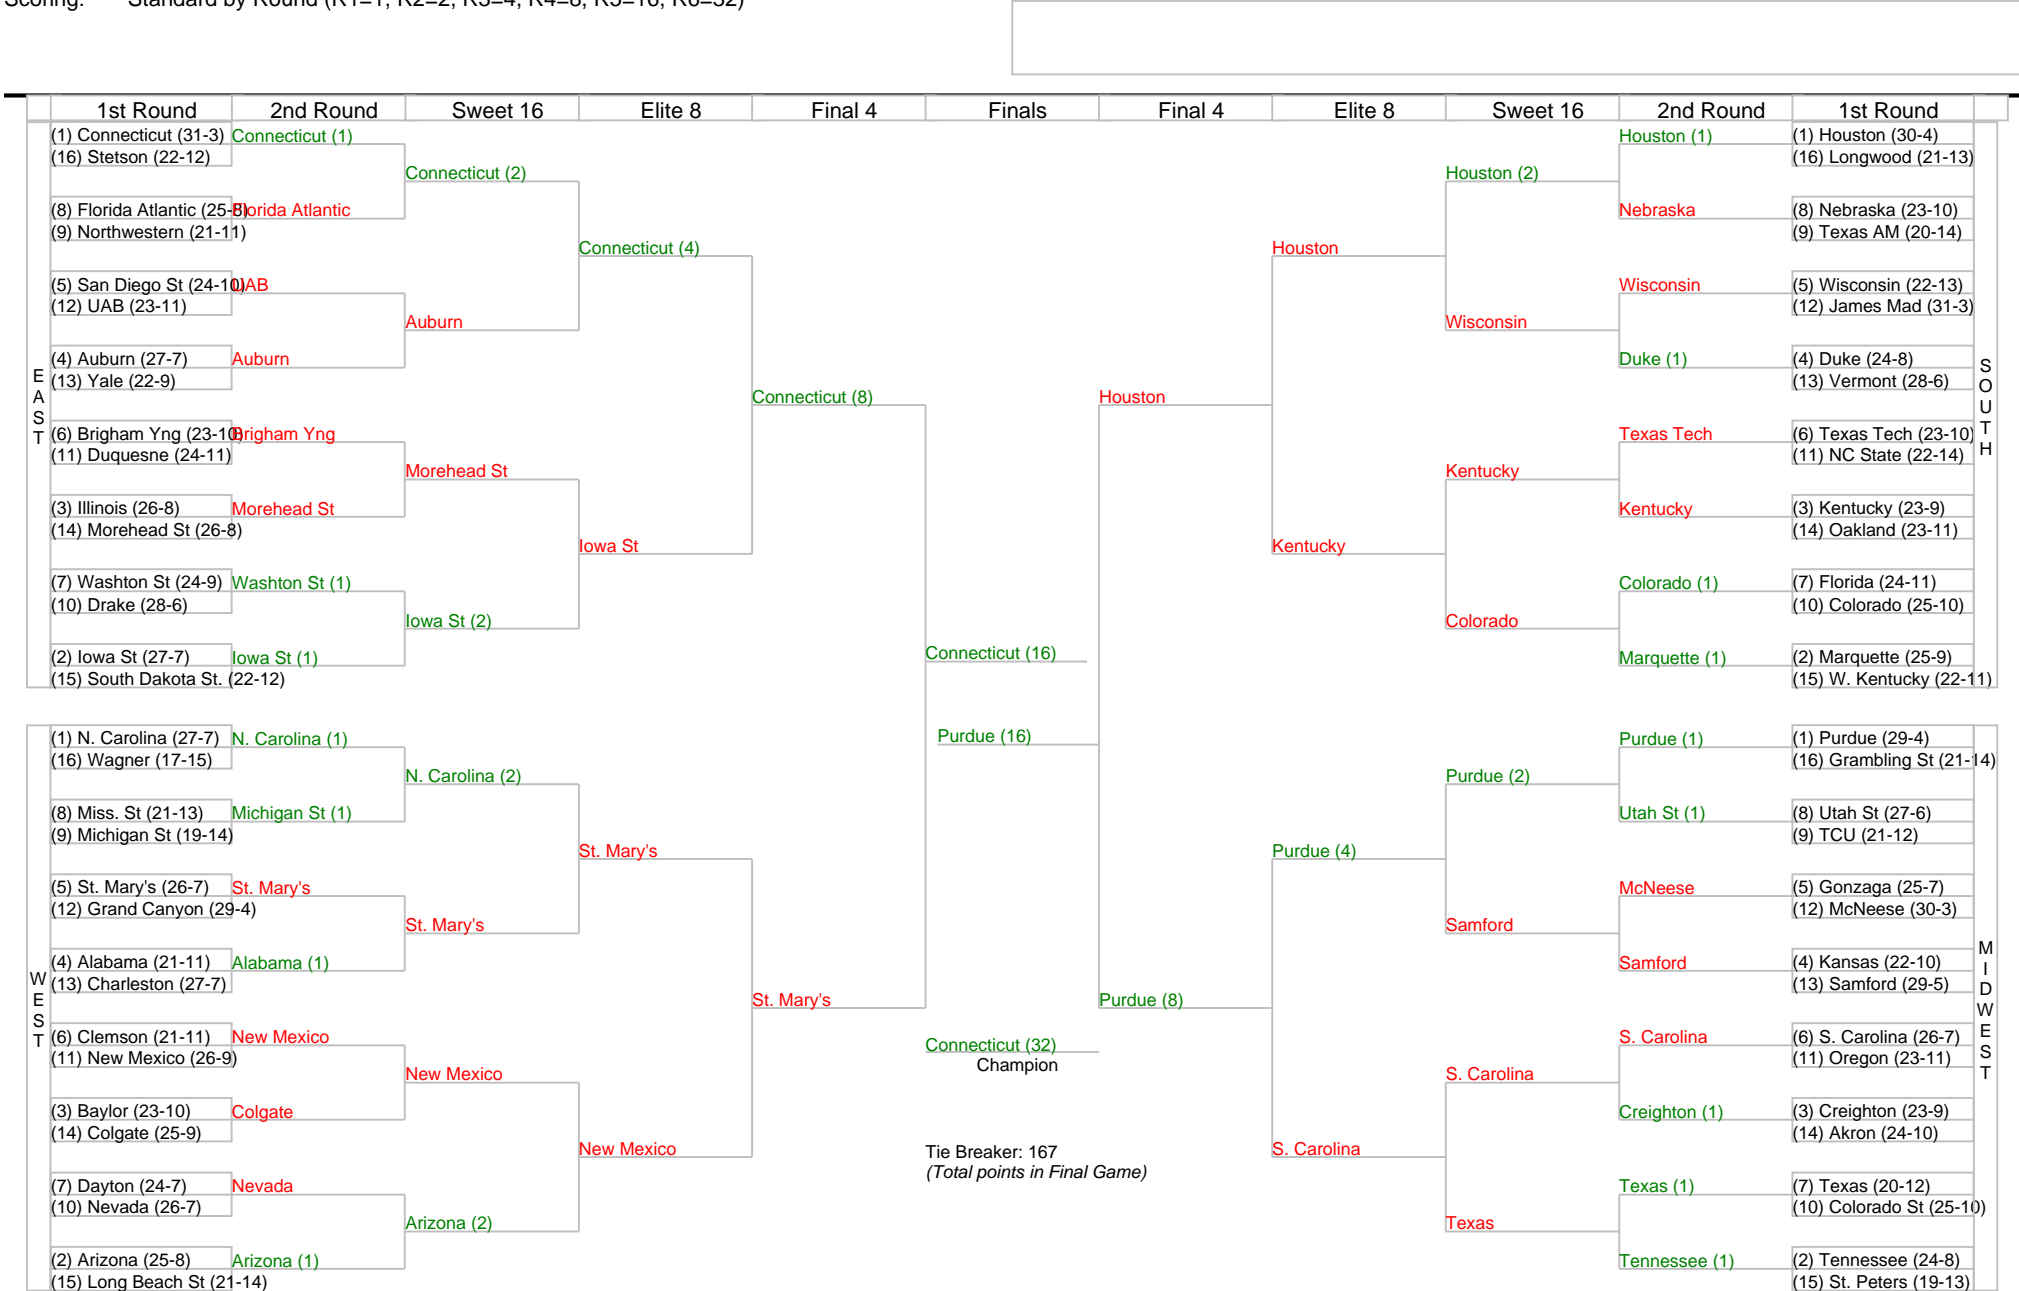 Scoring: Standard by Round (R1=1, R2=2, R3=4, R4=8, R5=16, R6=32)
1st Round 2nd Round Sweet 16 Elite 8 Final 4 Finals Final 4 Elite 8 Sweet 16 2nd Round 1st Round
EAST
(1) Connecticut (31-3)
(16) Stetson (22-12)
(8) Florida Atlantic (25-8)
(9) Northwestern (21-11)
(5) San Diego St (24-10)
(12) UAB (23-11)
(4) Auburn (27-7)
(13) Yale (22-9)
(6) Brigham Yng (23-10)
(11) Duquesne (24-11)
(3) Illinois (26-8)
(14) Morehead St (26-8)
(7) Washton St (24-9)
(10) Drake (28-6)
(2) Iowa St (27-7)
(15) South Dakota St. (22-12)
Connecticut (1)
Florida Atlantic
UAB
Auburn
Brigham Yng
Morehead St
Washton St (1)
Iowa St (1)
Connecticut (2)
Auburn
Morehead St
Iowa St (2)
Connecticut (4)
Iowa St
Connecticut (8)
WEST
(1) N. Carolina (27-7)
(16) Wagner (17-15)
(8) Miss. St (21-13)
(9) Michigan St (19-14)
(5) St. Mary's (26-7)
(12) Grand Canyon (29-4)
(4) Alabama (21-11)
(13) Charleston (27-7)
(6) Clemson (21-11)
(11) New Mexico (26-9)
(3) Baylor (23-10)
(14) Colgate (25-9)
(7) Dayton (24-7)
(10) Nevada (26-7)
(2) Arizona (25-8)
(15) Long Beach St (21-14)
N. Carolina (1)
Michigan St (1)
St. Mary's
Alabama (1)
New Mexico
Colgate
Nevada
Arizona (1)
N. Carolina (2)
St. Mary's
New Mexico
Arizona (2)
St. Mary's
New Mexico
St. Mary's
Connecticut (16)
Purdue (16)
Connecticut (32)
Champion
Tie Breaker: 167
(Total points in Final Game)
Houston
Houston
Kentucky
Houston (2)
Wisconsin
Kentucky
Colorado
Houston (1)
Nebraska
Wisconsin
Duke (1)
Texas Tech
Kentucky
Colorado (1)
Marquette (1)
(1) Houston (30-4)
(16) Longwood (21-13)
(8) Nebraska (23-10)
(9) Texas AM (20-14)
(5) Wisconsin (22-13)
(12) James Mad (31-3)
(4) Duke (24-8)
(13) Vermont (28-6)
(6) Texas Tech (23-10)
(11) NC State (22-14)
(3) Kentucky (23-9)
(14) Oakland (23-11)
(7) Florida (24-11)
(10) Colorado (25-10)
(2) Marquette (25-9)
(15) W. Kentucky (22-11)
SOUTH
Purdue (8)
Purdue (4)
S. Carolina
Purdue (2)
Samford
S. Carolina
Texas
Purdue (1)
Utah St (1)
McNeese
Samford
S. Carolina
Creighton (1)
Texas (1)
Tennessee (1)
(1) Purdue (29-4)
(16) Grambling St (21-14)
(8) Utah St (27-6)
(9) TCU (21-12)
(5) Gonzaga (25-7)
(12) McNeese (30-3)
(4) Kansas (22-10)
(13) Samford (29-5)
(6) S. Carolina (26-7)
(11) Oregon (23-11)
(3) Creighton (23-9)
(14) Akron (24-10)
(7) Texas (20-12)
(10) Colorado St (25-10)
(2) Tennessee (24-8)
(15) St. Peters (19-13)
MIDWEST